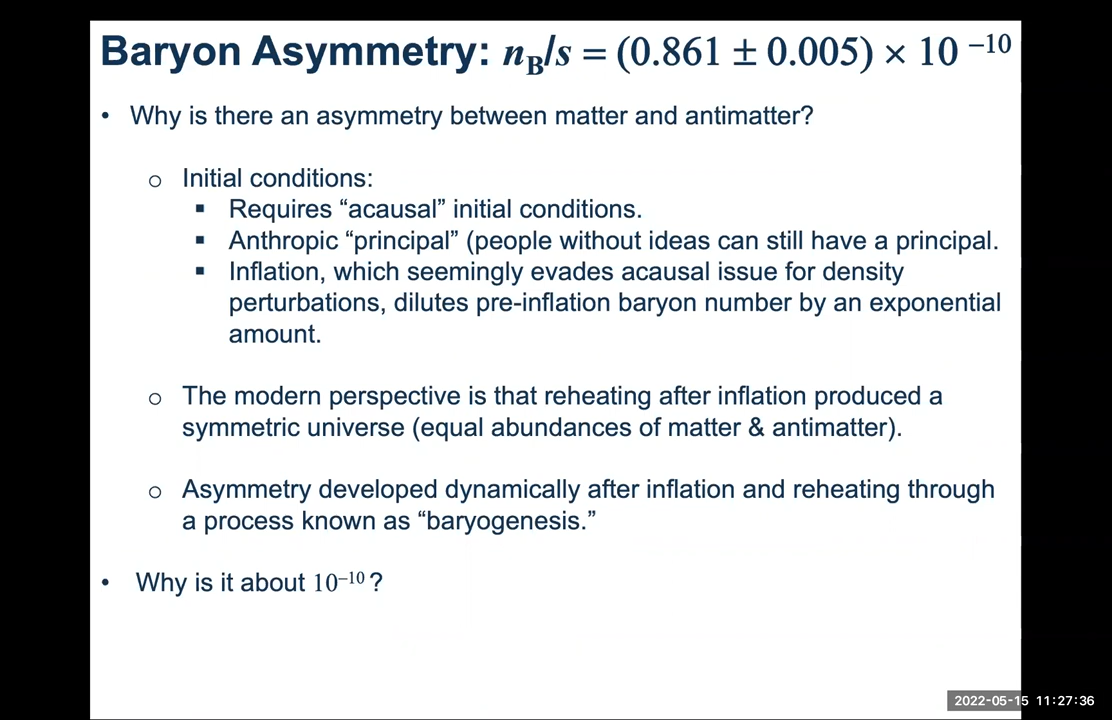 Baryon Asymmetry: n_B/s = (0.861 ± 0.005) × 10⁻¹⁰
• Why is there an asymmetry between matter and antimatter?
o Initial conditions:
▪ Requires “acausal” initial conditions.
▪ Anthropic “principal” (people without ideas can still have a principal.
▪ Inflation, which seemingly evades acausal issue for density
perturbations, dilutes pre-inflation baryon number by an exponential
amount.
o The modern perspective is that reheating after inflation produced a
symmetric universe (equal abundances of matter & antimatter).
o Asymmetry developed dynamically after inflation and reheating through
a process known as “baryogenesis.”
• Why is it about 10⁻¹⁰ ?
2022-05-15 11:27:36